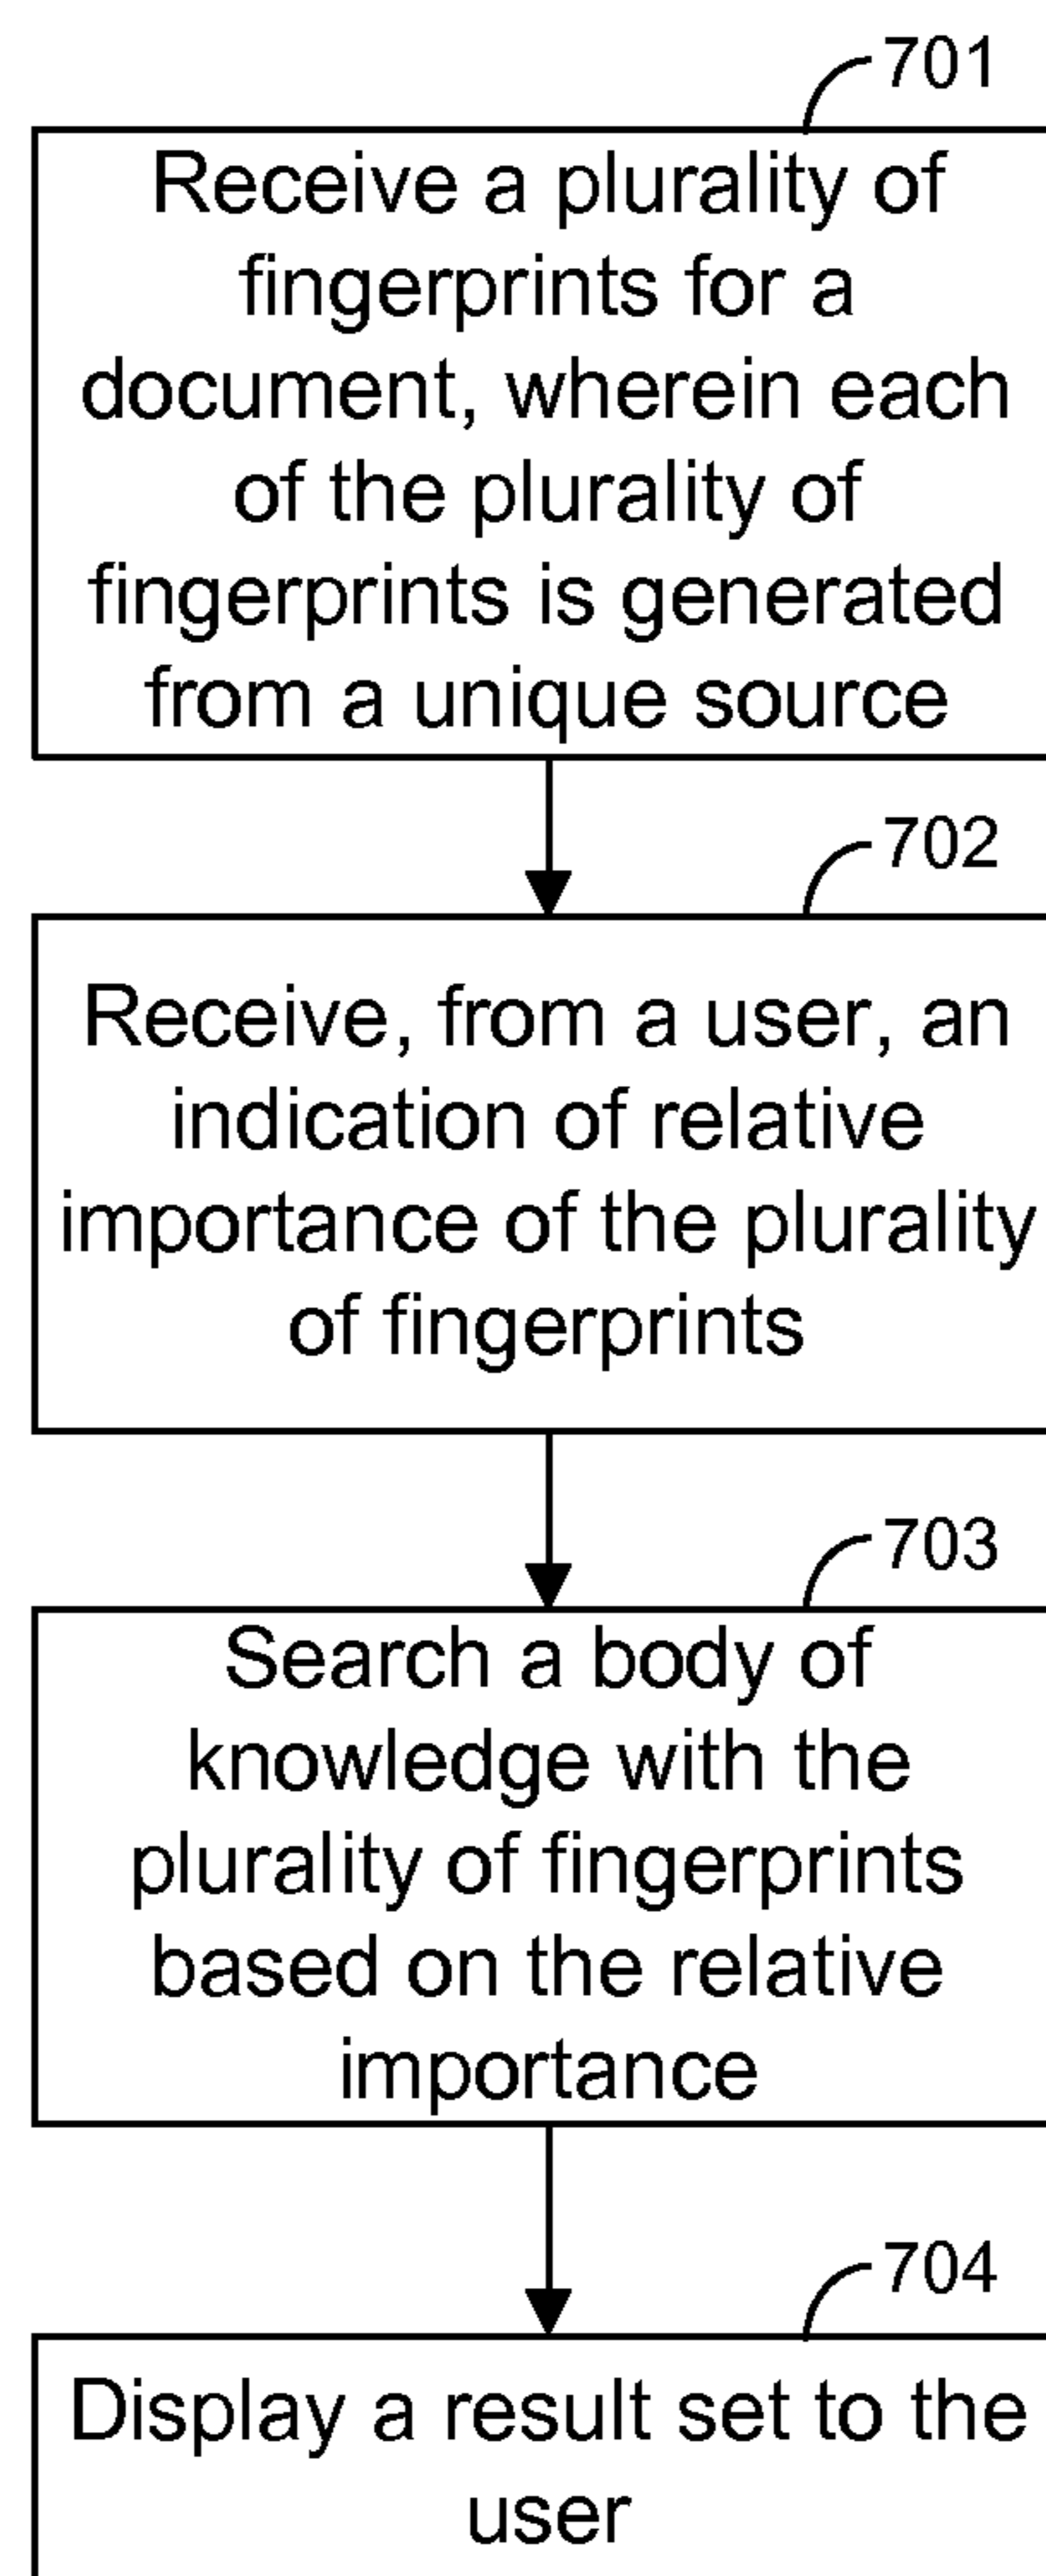 701
Receive a plurality of
fingerprints for a
document, wherein each
of the plurality of
fingerprints is generated
from a unique source
702
Receive, from a user, an
indication of relative
importance of the plurality
of fingerprints
703
Search a body of
knowledge with the
plurality of fingerprints
based on the relative
importance
704
Display a result set to the
user